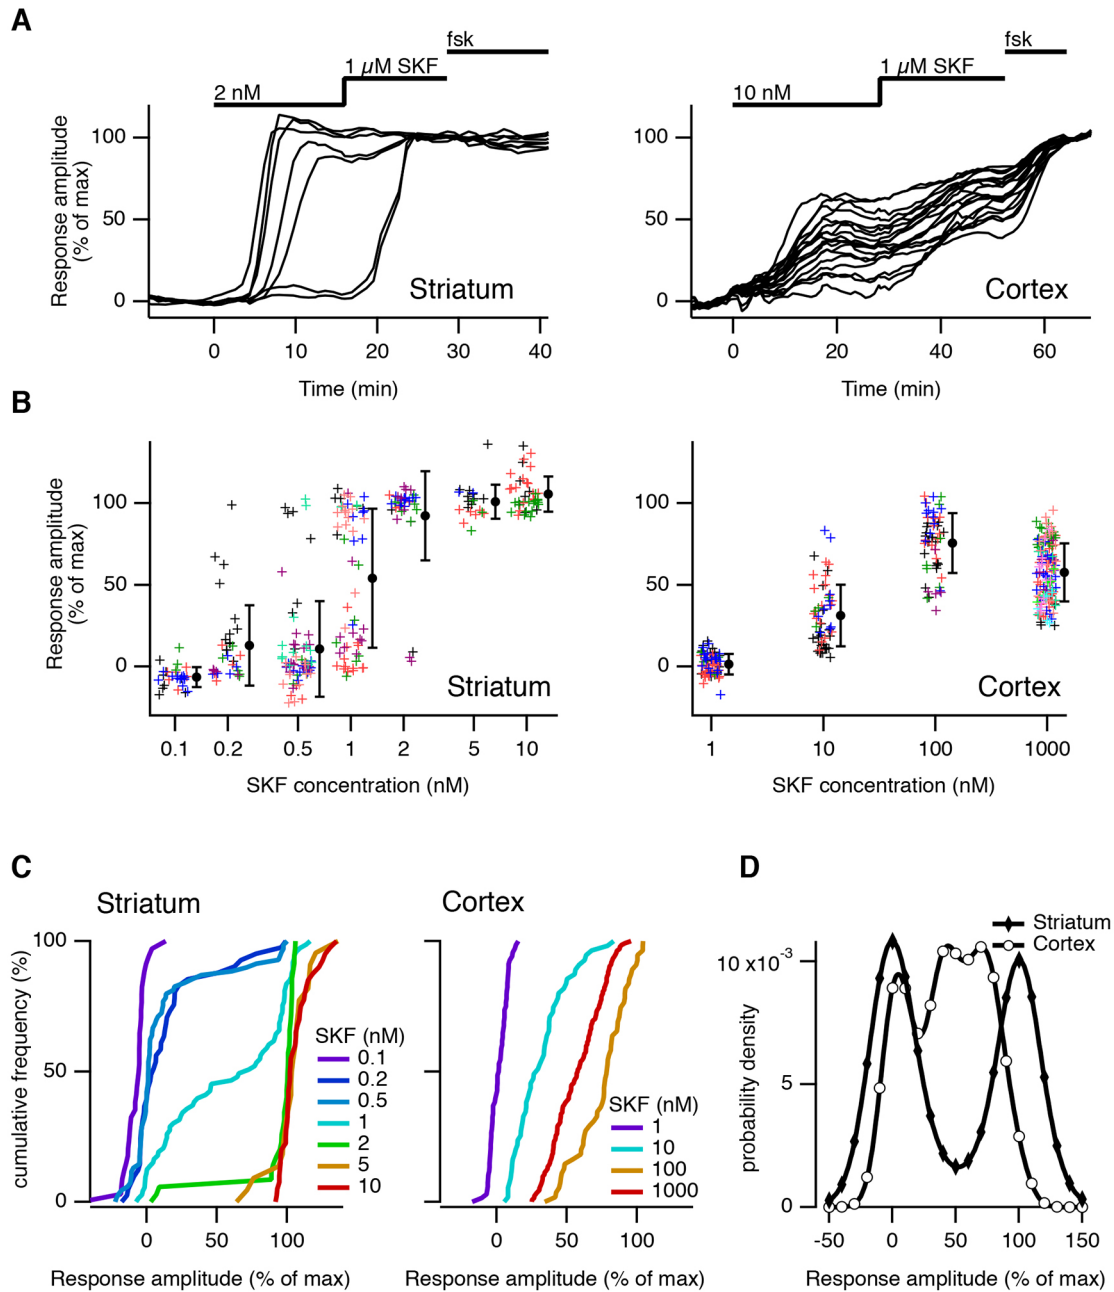 A
fsk
1 µM SKF
2 nM
fsk
1 µM SKF
10 nM
Response amplitude
(% of max)
100
50
0
Striatum
0 10 20 30 40
Time (min)
100
50
0
Cortex
0 20 40 60
Time (min)
B
Response amplitude
(% of max)
100
50
0
Striatum
0.1 0.2 0.5 1 2 5 10
SKF concentration (nM)
100
50
0
Cortex
1 10 100 1000
SKF concentration (nM)
C
Striatum
cumulative frequency (%)
100
50
0
SKF (nM)
0.1
0.2
0.5
1
2
5
10
0 50 100
Response amplitude (% of max)
Cortex
SKF (nM)
1
10
100
1000
0 50 100
Response amplitude (% of max)
D
Striatum
Cortex
probability density
10 x10⁻³
5
0
-50 0 50 100 150
Response amplitude (% of max)